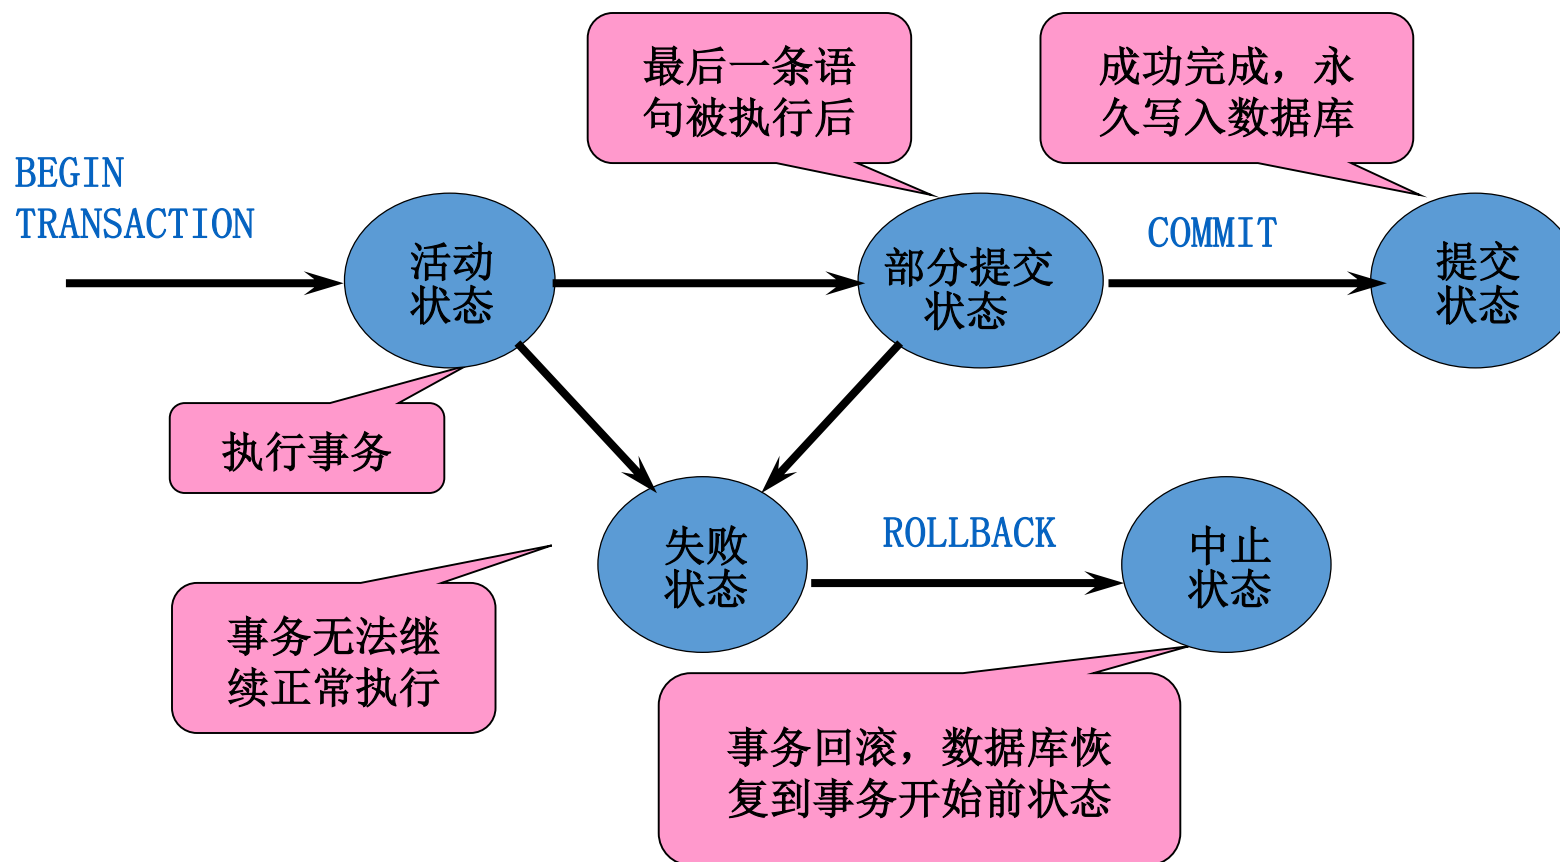 最后一条语
句被执行后
成功完成，永
久写入数据库
BEGIN
TRANSACTION
COMMIT
活动
状态
部分提交
状态
提交
状态
执行事务
失败
状态
ROLLBACK
中止
状态
事务无法继
续正常执行
事务回滚，数据库恢
复到事务开始前状态